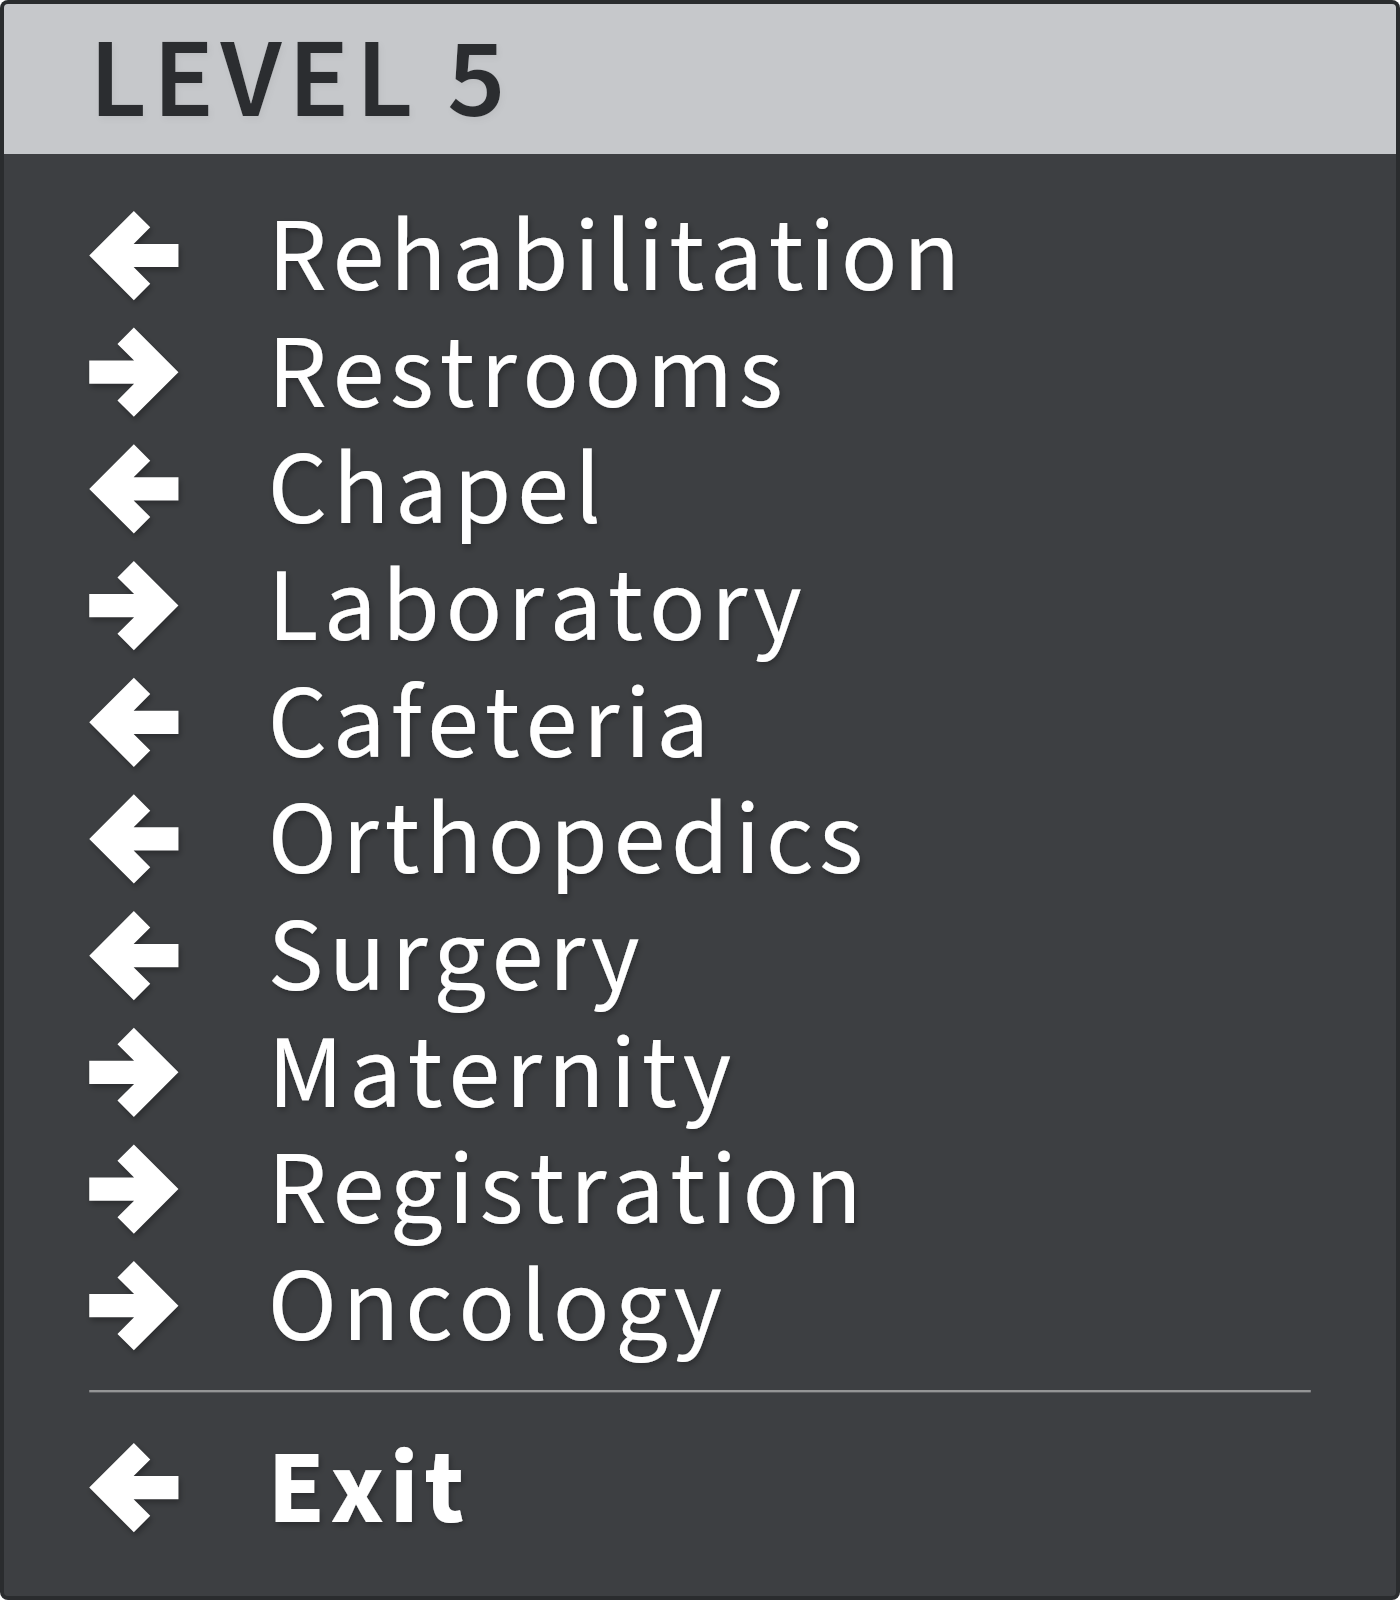 LEVEL 5
Rehabilitation
Restrooms
Chapel
Laboratory
Cafeteria
Orthopedics
Surgery
Maternity
Registration
Oncology
Exit